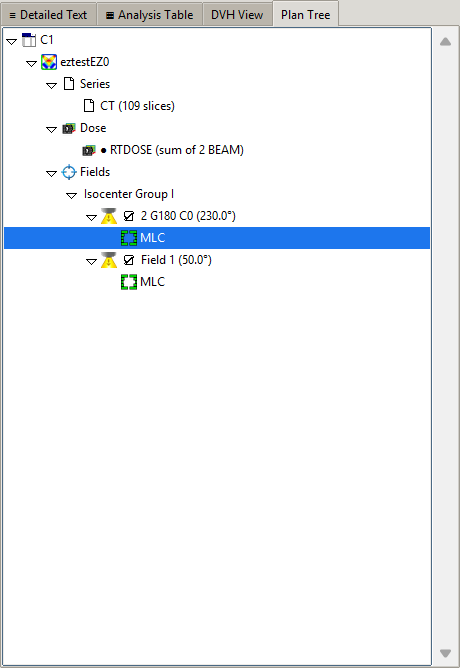 ≡ Detailed Text  ▦ Analysis Table  DVH View  Plan Tree
C1
eztestEZ0
Series
CT (109 slices)
Dose
● RTDOSE (sum of 2 BEAM)
Fields
Isocenter Group I
2 G180 C0 (230.0°)
MLC
Field 1 (50.0°)
MLC